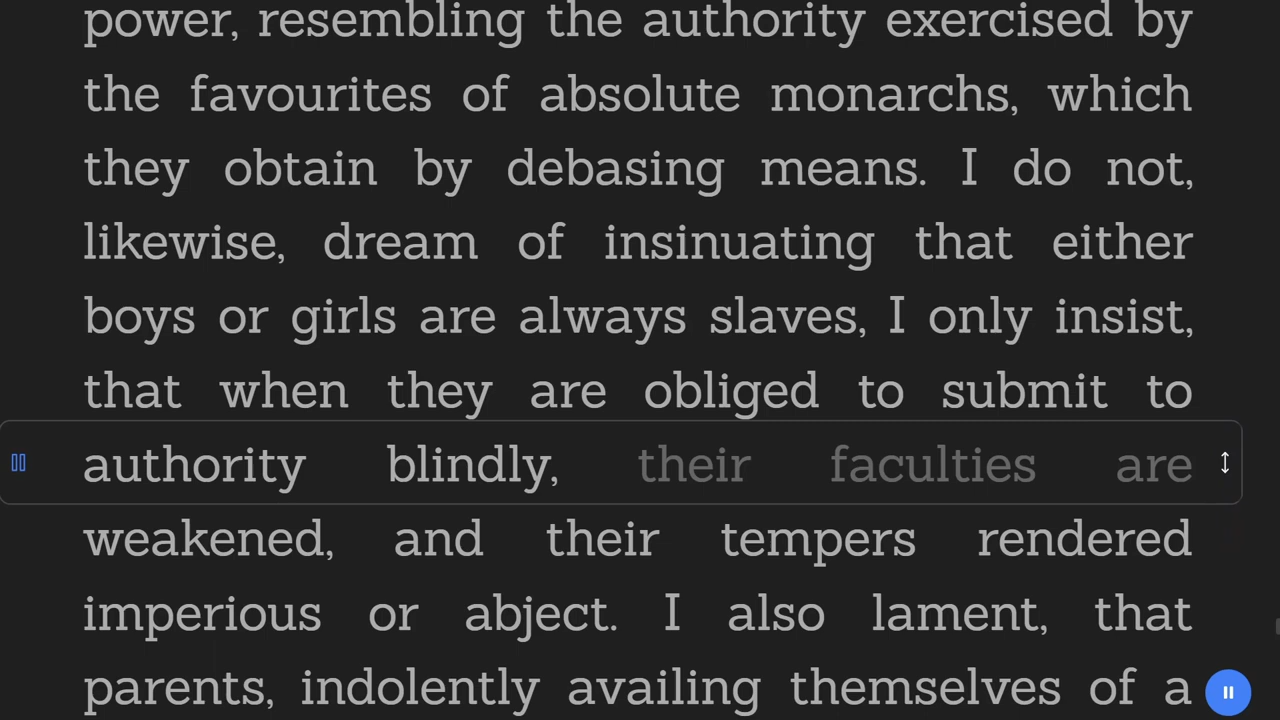 power, resembling the authority exercised by
the favourites of absolute monarchs, which
they obtain by debasing means. I do not,
likewise, dream of insinuating that either
boys or girls are always slaves, I only insist,
that when they are obliged to submit to
authority blindly, their faculties are
weakened, and their tempers rendered
imperious or abject. I also lament, that
parents, indolently availing themselves of a